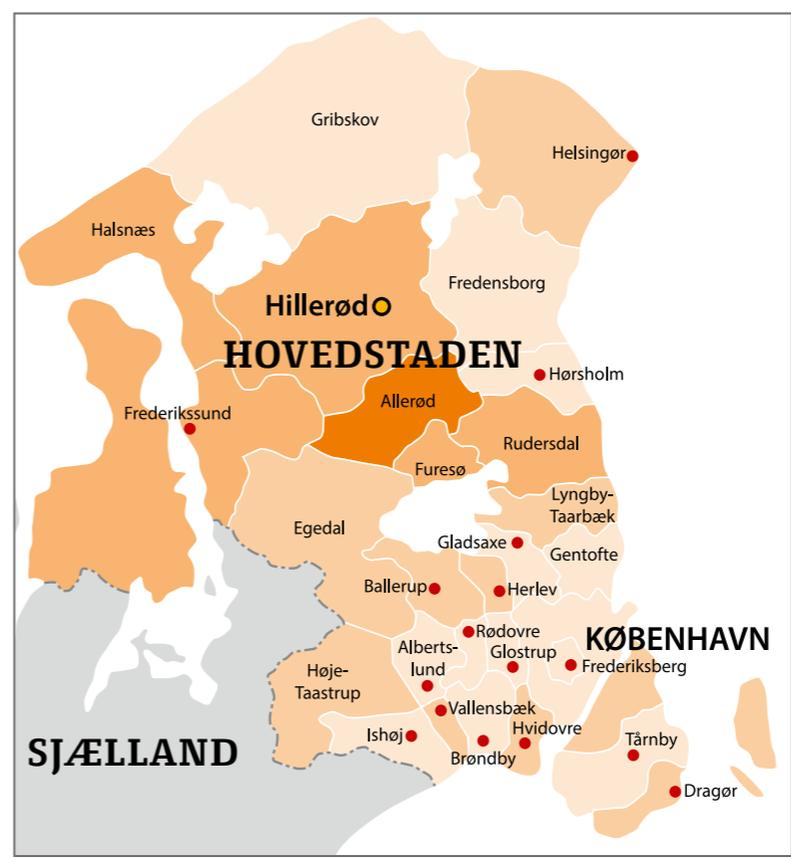 Gribskov
Helsingør
Halsnæs
Fredensborg
Hillerød
HOVEDSTADEN
Hørsholm
Allerød
Frederikssund
Rudersdal
Furesø
Lyngby-
Taarbæk
Egedal
Gladsaxe
Gentofte
Ballerup
Herlev
Rødovre
KØBENHAVN
Alberts-
lund
Glostrup
Frederiksberg
Høje-
Taastrup
Vallensbæk
Ishøj
Hvidovre
SJÆLLAND
Brøndby
Tårnby
Dragør